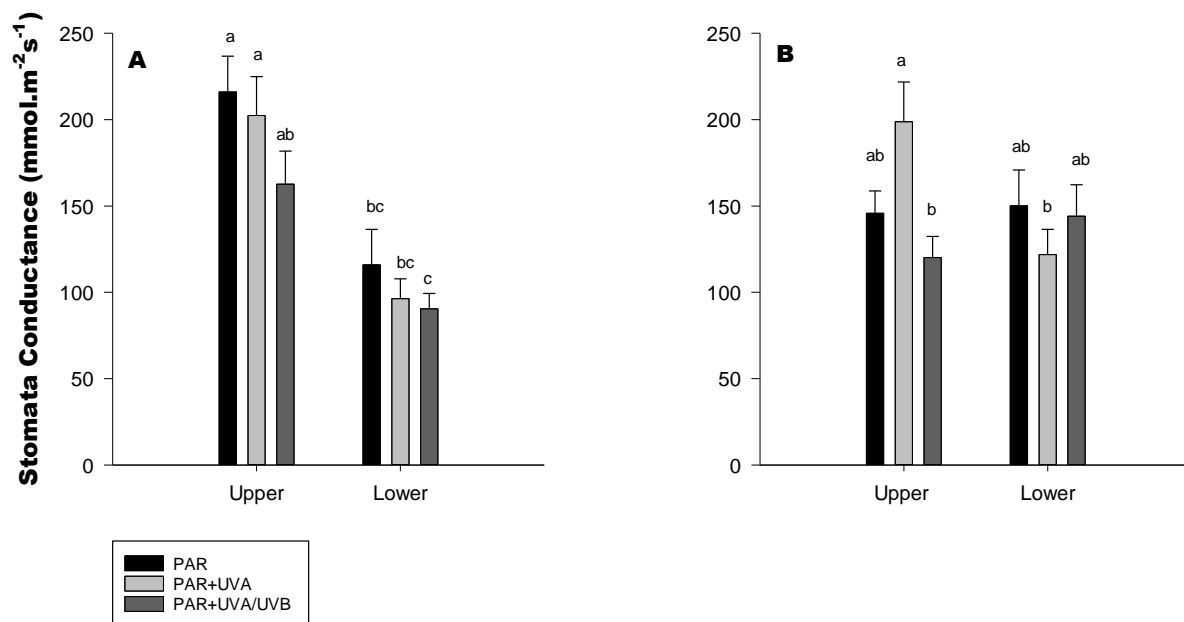 Stomata Conductance (mmol.m⁻²s⁻¹)
A
250
200
150
100
50
0
a
a
ab
bc
bc
c
Upper
Lower
B
250
200
150
100
50
0
ab
a
b
ab
b
ab
Upper
Lower
PAR
PAR+UVA
PAR+UVA/UVB